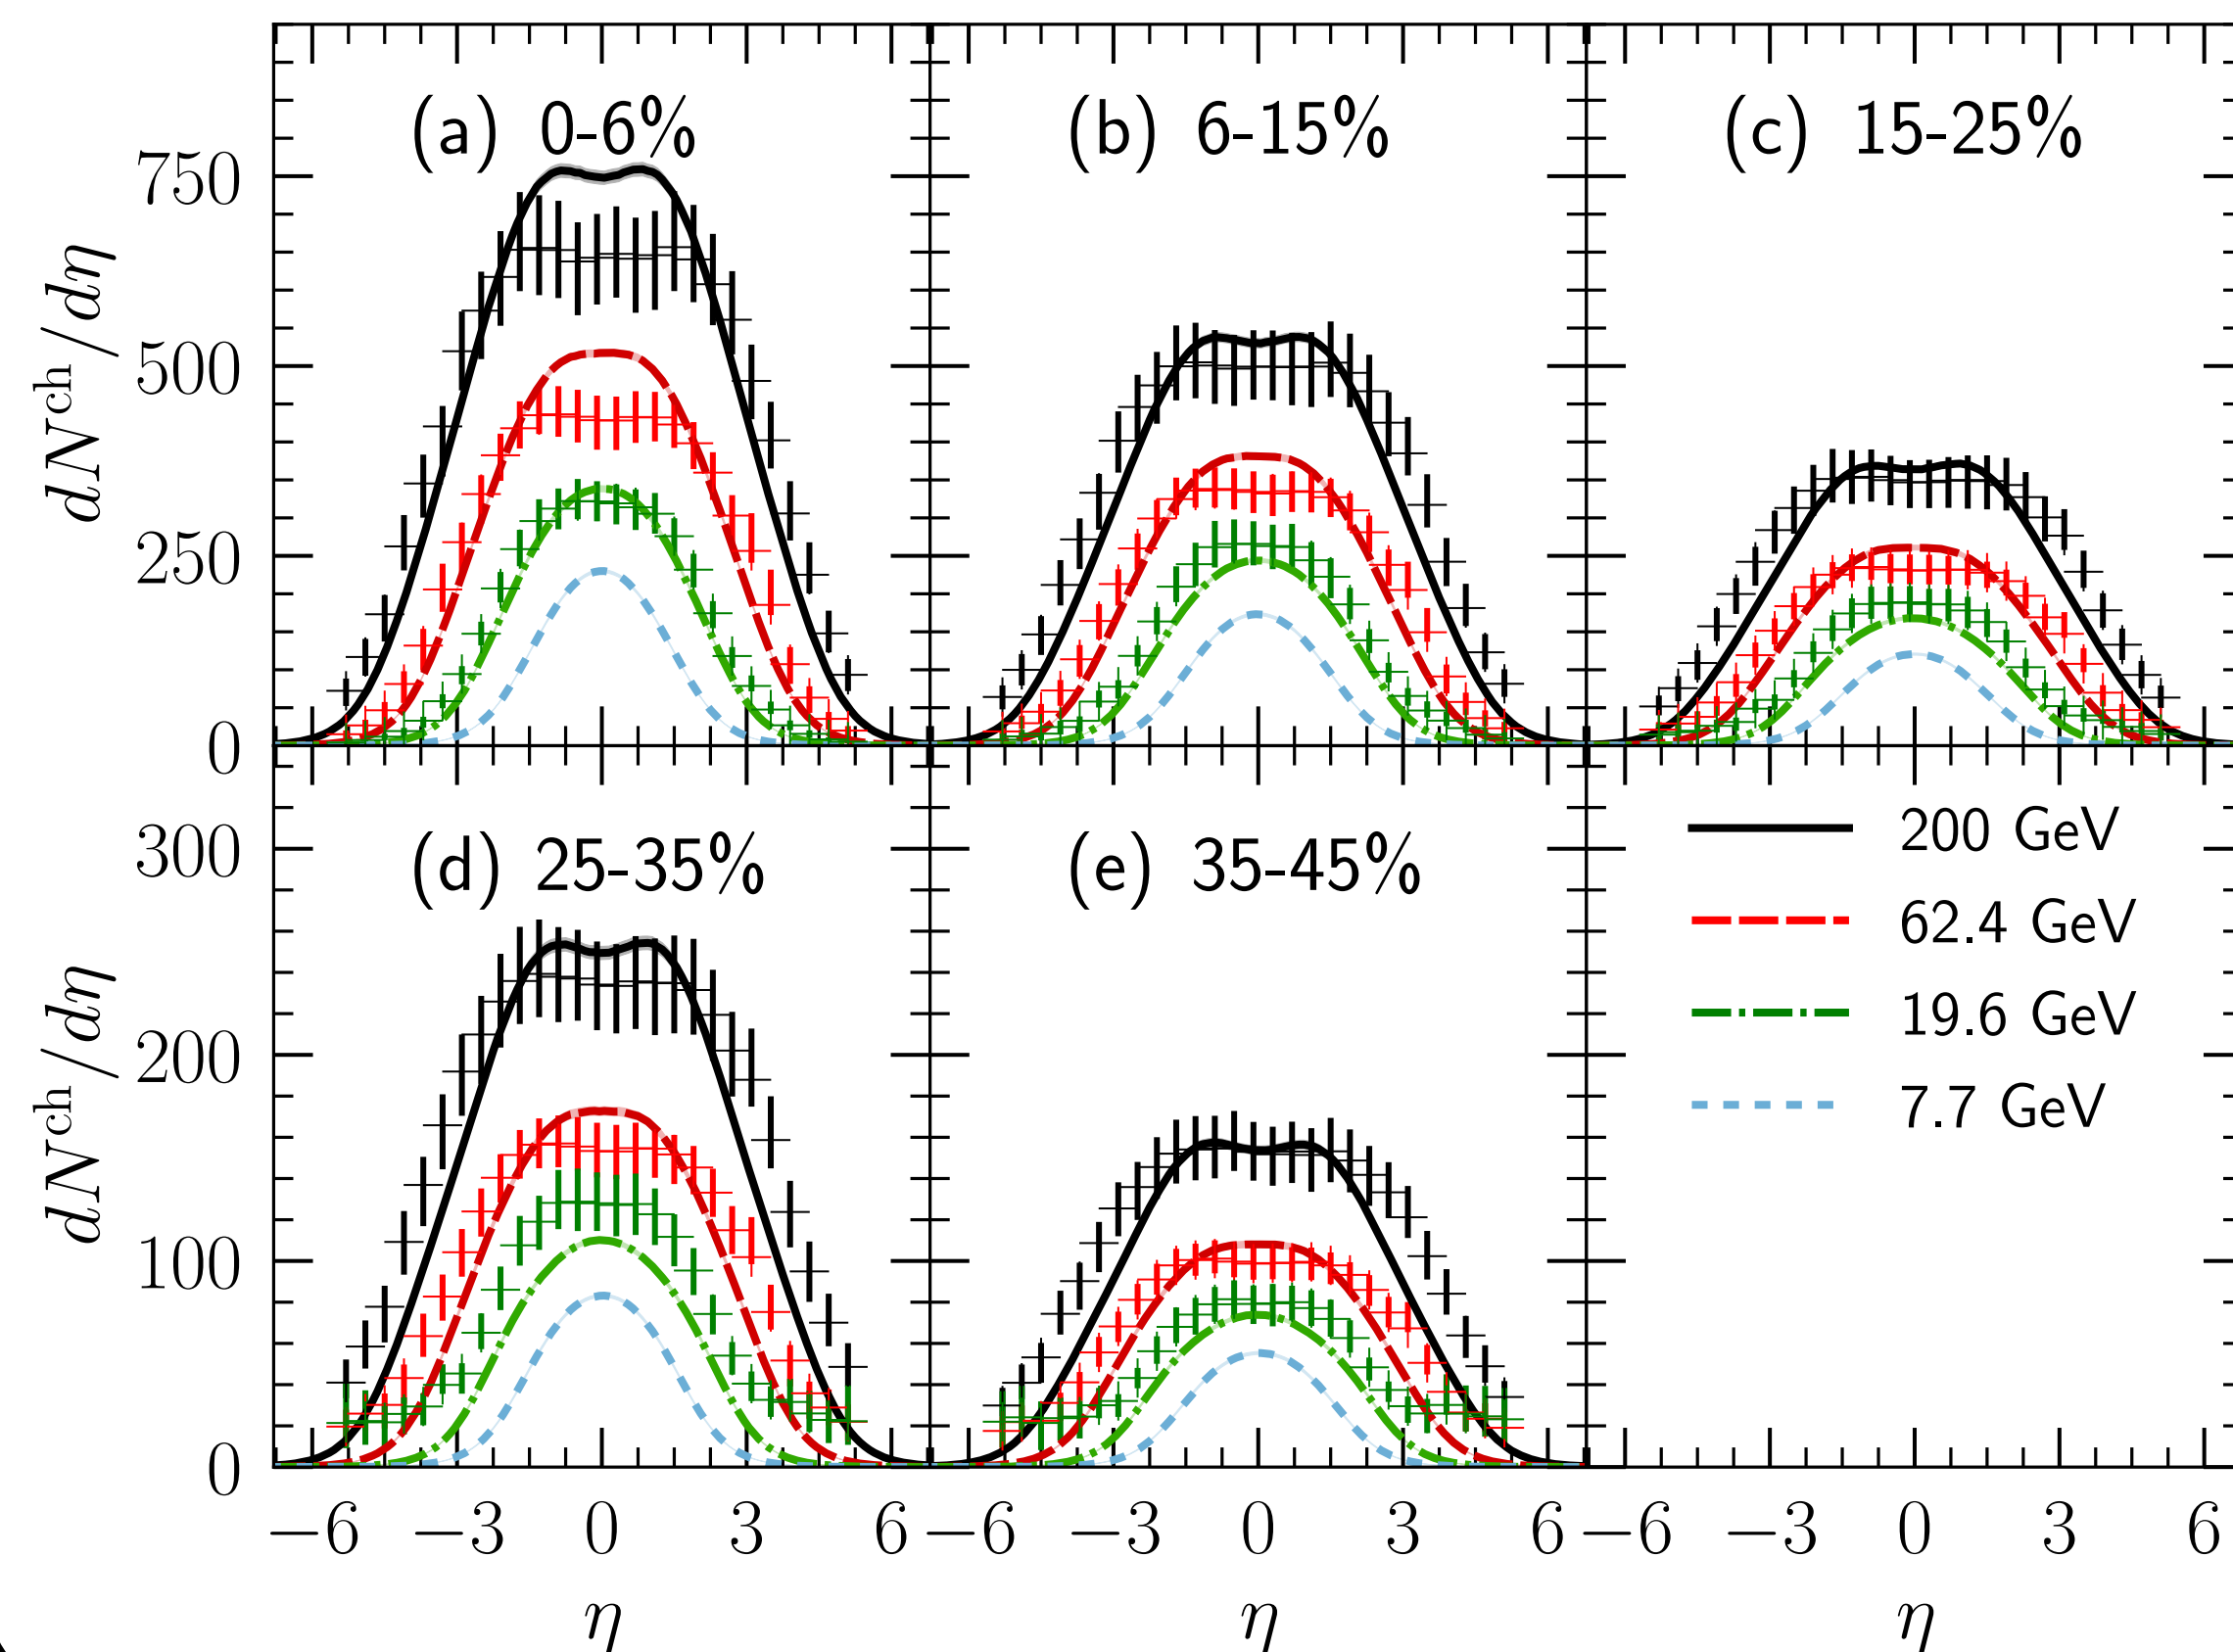 (a) 0-6%
(b) 6-15%
(c) 15-25%
750
500
250
0
dN^ch/dη
(d) 25-35%
(e) 35-45%
200 GeV
62.4 GeV
19.6 GeV
7.7 GeV
300
200
100
0
dN^ch/dη
−6 −3 0 3 6 −6 −3 0 3 6 −6 −3 0 3 6
η η η